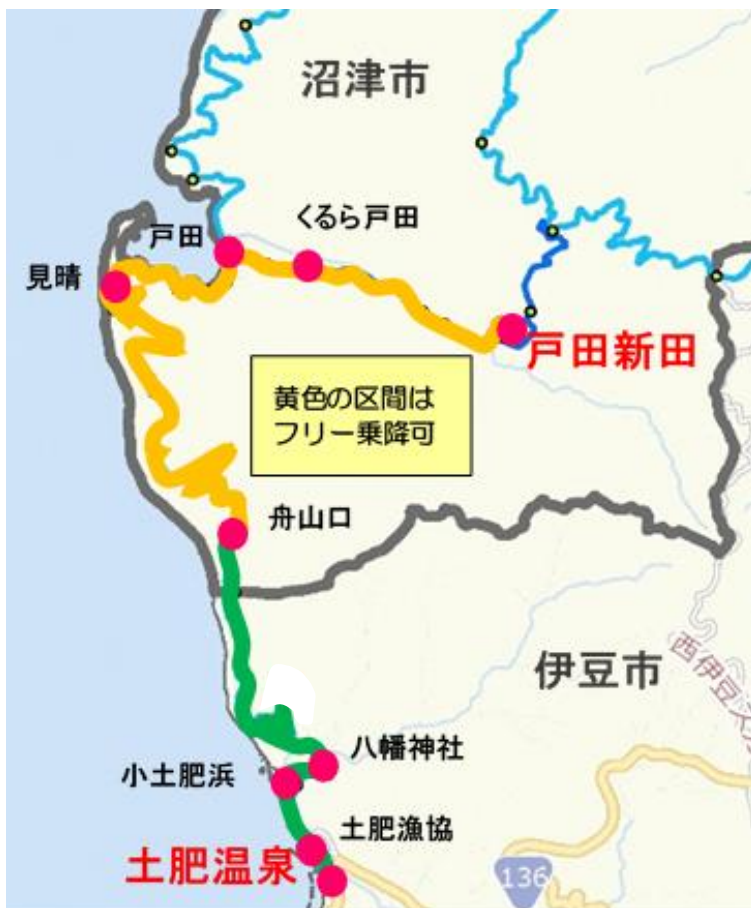 沼津市
くるら戸田
戸田
見晴
戸田新田
黄色の区間は
フリー乗降可
舟山口
伊豆市
八幡神社
小土肥浜
土肥漁協
土肥温泉
136